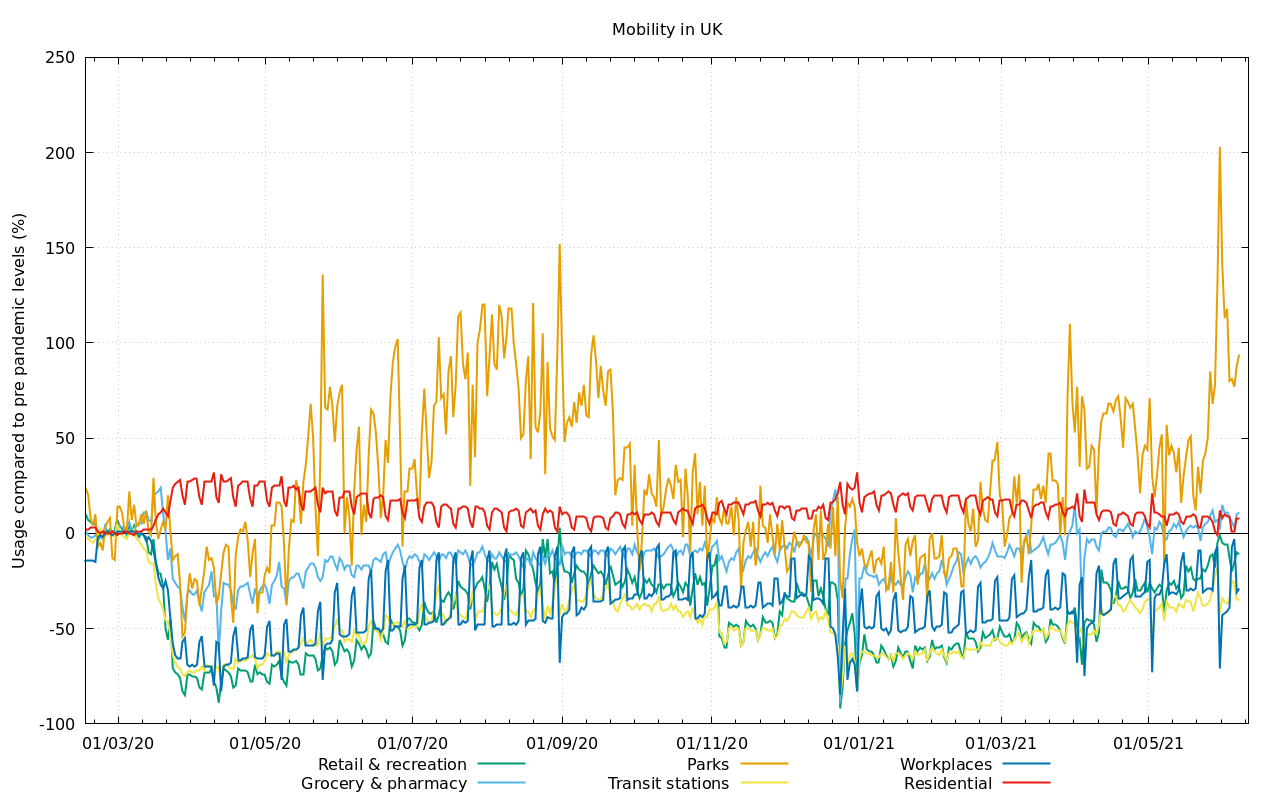 Mobility in UK
Usage compared to pre pandemic levels (%)
250
200
150
100
50
0
-50
-100
01/03/20 01/05/20 01/07/20 01/09/20 01/11/20 01/01/21 01/03/21 01/05/21
Retail & recreation Parks Workplaces
Grocery & pharmacy Transit stations Residential